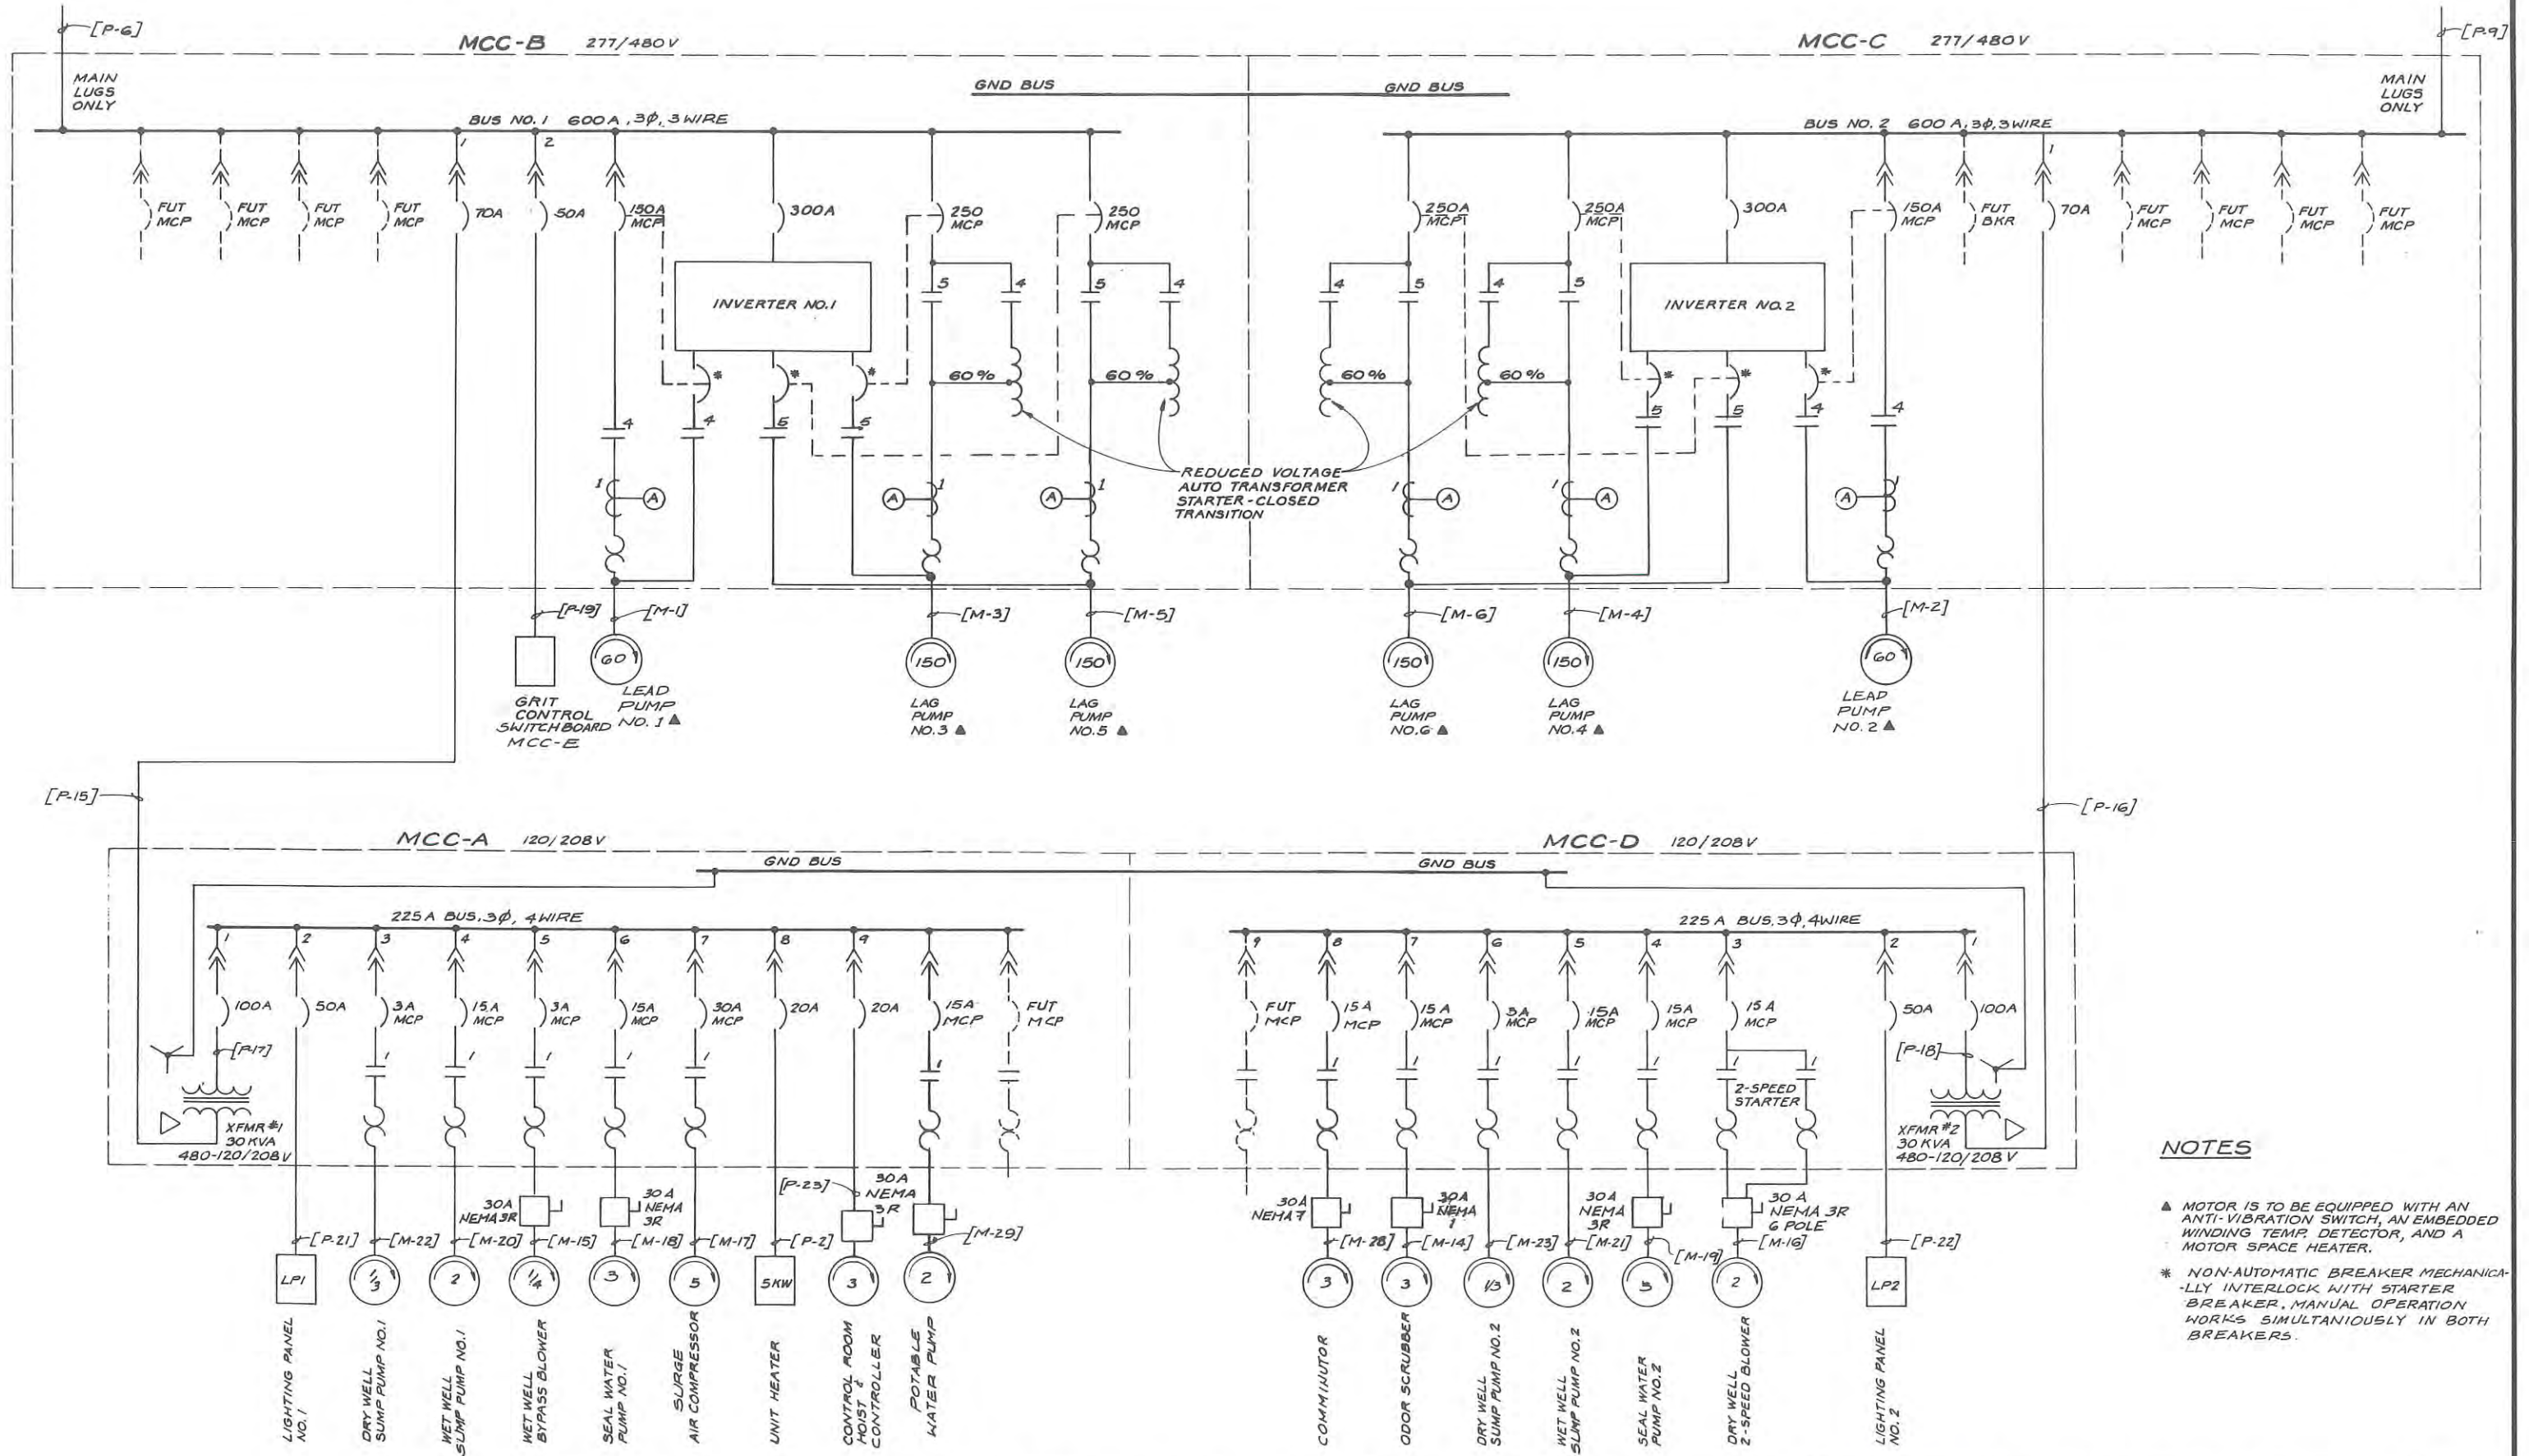 [P-6]
MCC-B 277/480V
MCC-C 277/480V
[P-9]
MAIN
LUGS
ONLY
GND BUS
GND BUS
MAIN
LUGS
ONLY
BUS NO. 1 600 A, 3Ø, 3 WIRE
BUS NO. 2 600 A, 3Ø, 3 WIRE
1
2
1
FUT
MCP
FUT
MCP
FUT
MCP
FUT
MCP
70A
50A
150A
MCP
300A
250
MCP
250
MCP
250A
MCP
250A
MCP
300A
150A
MCP
FUT
BKR
70A
FUT
MCP
FUT
MCP
FUT
MCP
FUT
MCP
INVERTER NO. 1
5
4
5
4
4
5
4
5
INVERTER NO. 2
*
*
*
60%
60%
60%
60%
*
*
*
4
4
5
5
5
5
4
4
REDUCED VOLTAGE
AUTO TRANSFORMER
STARTER-CLOSED
TRANSITION
1
A
A
1
A
1
1
A
1
A
A
1
[P-19]
[M-1]
[M-3]
[M-5]
[M-6]
[M-4]
[M-2]
60
150
150
150
150
60
GRIT
CONTROL
SWITCHBOARD
MCC-E
LEAD
PUMP
NO. 1 ▲
LAG
PUMP
NO. 3 ▲
LAG
PUMP
NO. 5 ▲
LAG
PUMP
NO. 6 ▲
LAG
PUMP
NO. 4 ▲
LEAD
PUMP
NO. 2 ▲
[P-15]
[P-16]
MCC-A 120/208V
MCC-D 120/208V
GND BUS
GND BUS
225 A BUS, 3Ø, 4 WIRE
225 A BUS, 3Ø, 4 WIRE
1
2
3
4
5
6
7
8
9
9
8
7
6
5
4
3
2
1
100A
50A
3A
MCP
15A
MCP
3A
MCP
15A
MCP
30A
MCP
20A
20A
15A
MCP
FUT
MCP
FUT
MCP
15A
MCP
15A
MCP
3A
MCP
15A
MCP
15A
MCP
15A
MCP
50A
100A
[P-17]
[P-18]
1
1
1
1
1
1
1
1
1
1
1
1
1
2-SPEED
STARTER
XFMR #1
30 KVA
480-120/208V
XFMR #2
30 KVA
480-120/208V
30A
NEMA 3R
30A
NEMA
3R
[P-23]
30A
NEMA
3R
30A
NEMA 7
30A
NEMA
1
30A
NEMA
3R
30A
NEMA 3R
6 POLE
[P-21]
[M-22]
[M-20]
[M-15]
[M-18]
[M-17]
[P-2]
[M-29]
[M-28]
[M-14]
[M-23]
[M-21]
[M-19]
[M-16]
[P-22]
LP1
1/3
2
1/4
3
5
5KW
3
2
3
3
1/3
2
3
2
LP2
LIGHTING PANEL
NO. 1
DRY WELL
SUMP PUMP NO. 1
WET WELL
SUMP PUMP NO. 1
WET WELL
BYPASS BLOWER
SEAL WATER
PUMP NO. 1
SURGE
AIR COMPRESSOR
UNIT HEATER
CONTROL ROOM
HOIST &
CONTROLLER
POTABLE
WATER PUMP
COMMINUTOR
ODOR SCRUBBER
DRY WELL
SUMP PUMP NO. 2
WET WELL
SUMP PUMP NO. 2
SEAL WATER
PUMP NO. 2
DRY WELL
2-SPEED BLOWER
LIGHTING PANEL
NO. 2
NOTES
▲ MOTOR IS TO BE EQUIPPED WITH AN
ANTI-VIBRATION SWITCH, AN EMBEDDED
WINDING TEMP. DETECTOR, AND A
MOTOR SPACE HEATER.
* NON-AUTOMATIC BREAKER MECHANICA-
-LLY INTERLOCK WITH STARTER
BREAKER. MANUAL OPERATION
WORKS SIMULTANIOUSLY IN BOTH
BREAKERS.